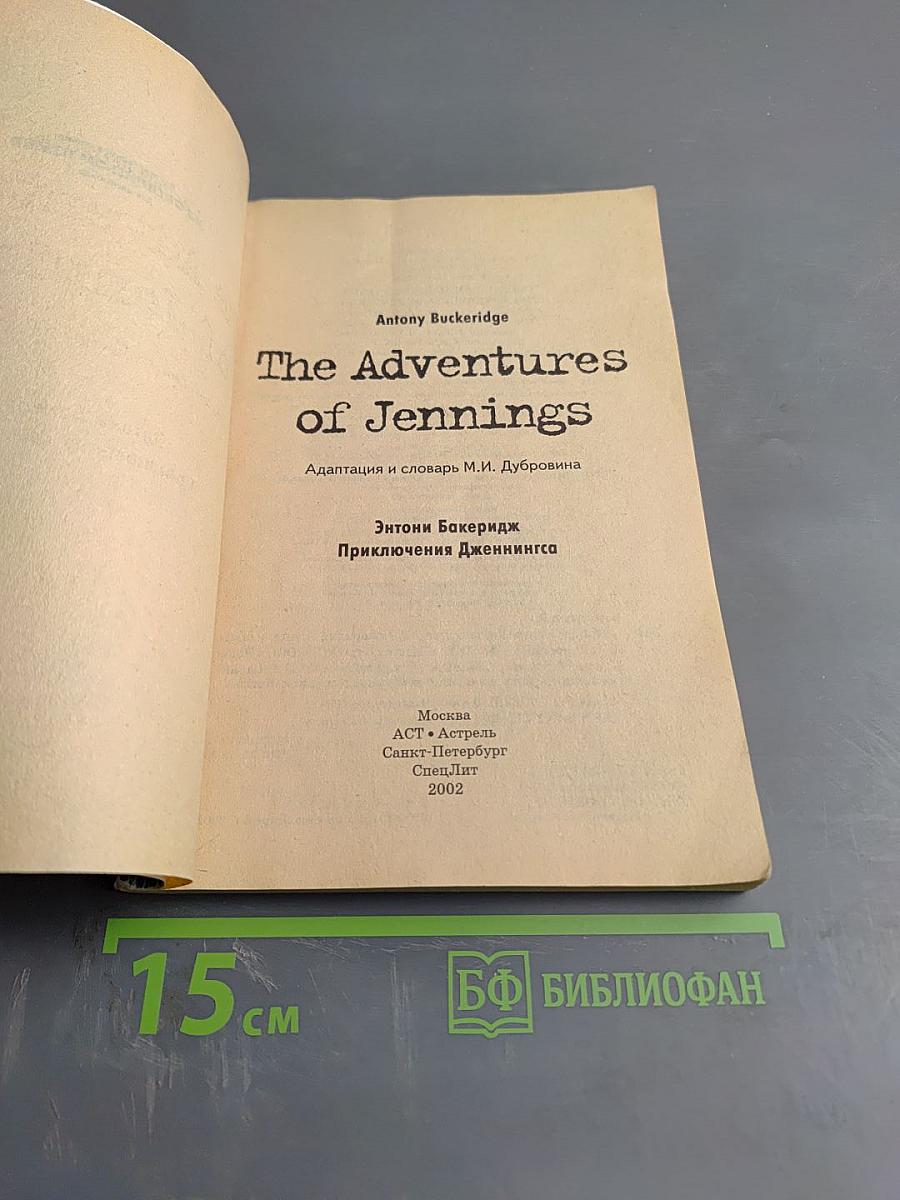 Antony Buckeridge
The Adventures
of Jennings
Адаптация и словарь М.И. Дубровина
Энтони Бакеридж
Приключения Дженнингса
Москва
АСТ • Астрель
Санкт-Петербург
СпецЛит
2002
15 см
БФ БИБЛИОФАН